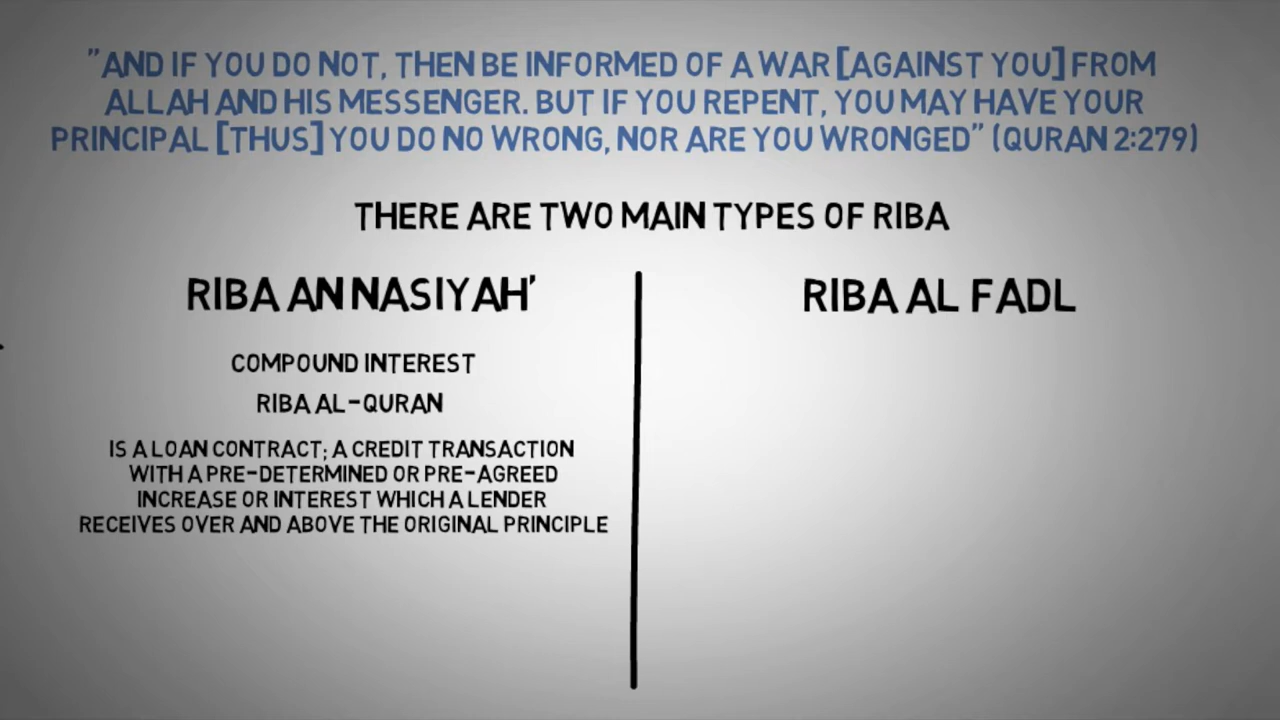 "AND IF YOU DO NOT, THEN BE INFORMED OF A WAR [AGAINST YOU] FROM
ALLAH AND HIS MESSENGER. BUT IF YOU REPENT, YOU MAY HAVE YOUR
PRINCIPAL [THUS] YOU DO NO WRONG, NOR ARE YOU WRONGED" (QURAN 2:279)
THERE ARE TWO MAIN TYPES OF RIBA
RIBA AN NASIYAH'
COMPOUND INTEREST
RIBA AL-QURAN
IS A LOAN CONTRACT; A CREDIT TRANSACTION
WITH A PRE-DETERMINED OR PRE-AGREED
INCREASE OR INTEREST WHICH A LENDER
RECEIVES OVER AND ABOVE THE ORIGINAL PRINCIPLE
RIBA AL FADL